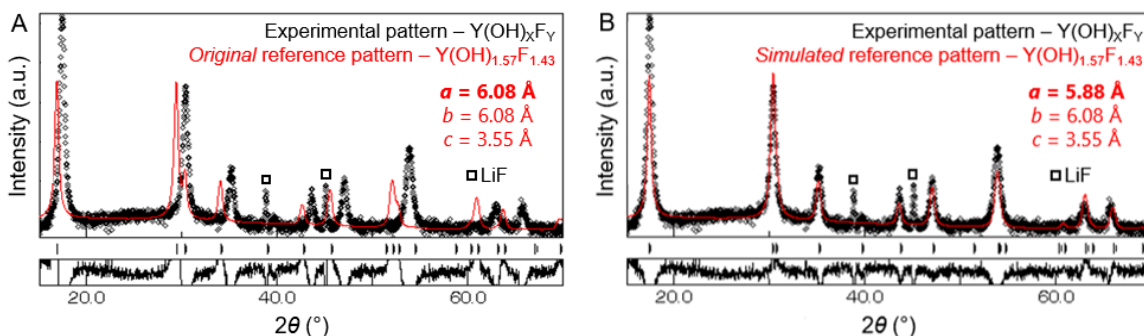 A
Experimental pattern – Y(OH)XFY
Original reference pattern – Y(OH)1.57F1.43
a = 6.08 Å
b = 6.08 Å
c = 3.55 Å
LiF
Intensity (a.u.)
20.0 40.0 60.0
2θ (°)
B
Experimental pattern – Y(OH)XFY
Simulated reference pattern – Y(OH)1.57F1.43
a = 5.88 Å
b = 6.08 Å
c = 3.55 Å
LiF
Intensity (a.u.)
20.0 40.0 60.0
2θ (°)